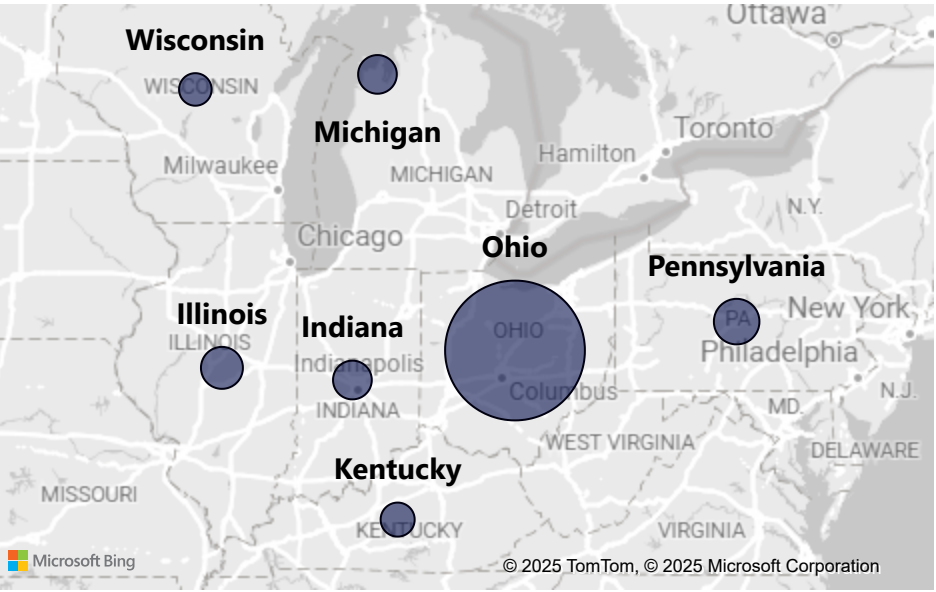 Ottawa
Wisconsin
WISCONSIN
Michigan
Toronto
Milwaukee
Hamilton
MICHIGAN
Detroit
N.Y.
Chicago
Ohio
Pennsylvania
Illinois
Indiana
New York
PA
OHIO
ILLINOIS
Indianapolis
Philadelphia
Columbus
N.J.
INDIANA
MD.
WEST VIRGINIA
DELAWARE
Kentucky
MISSOURI
KENTUCKY
VIRGINIA
Microsoft Bing
© 2025 TomTom, © 2025 Microsoft Corporation